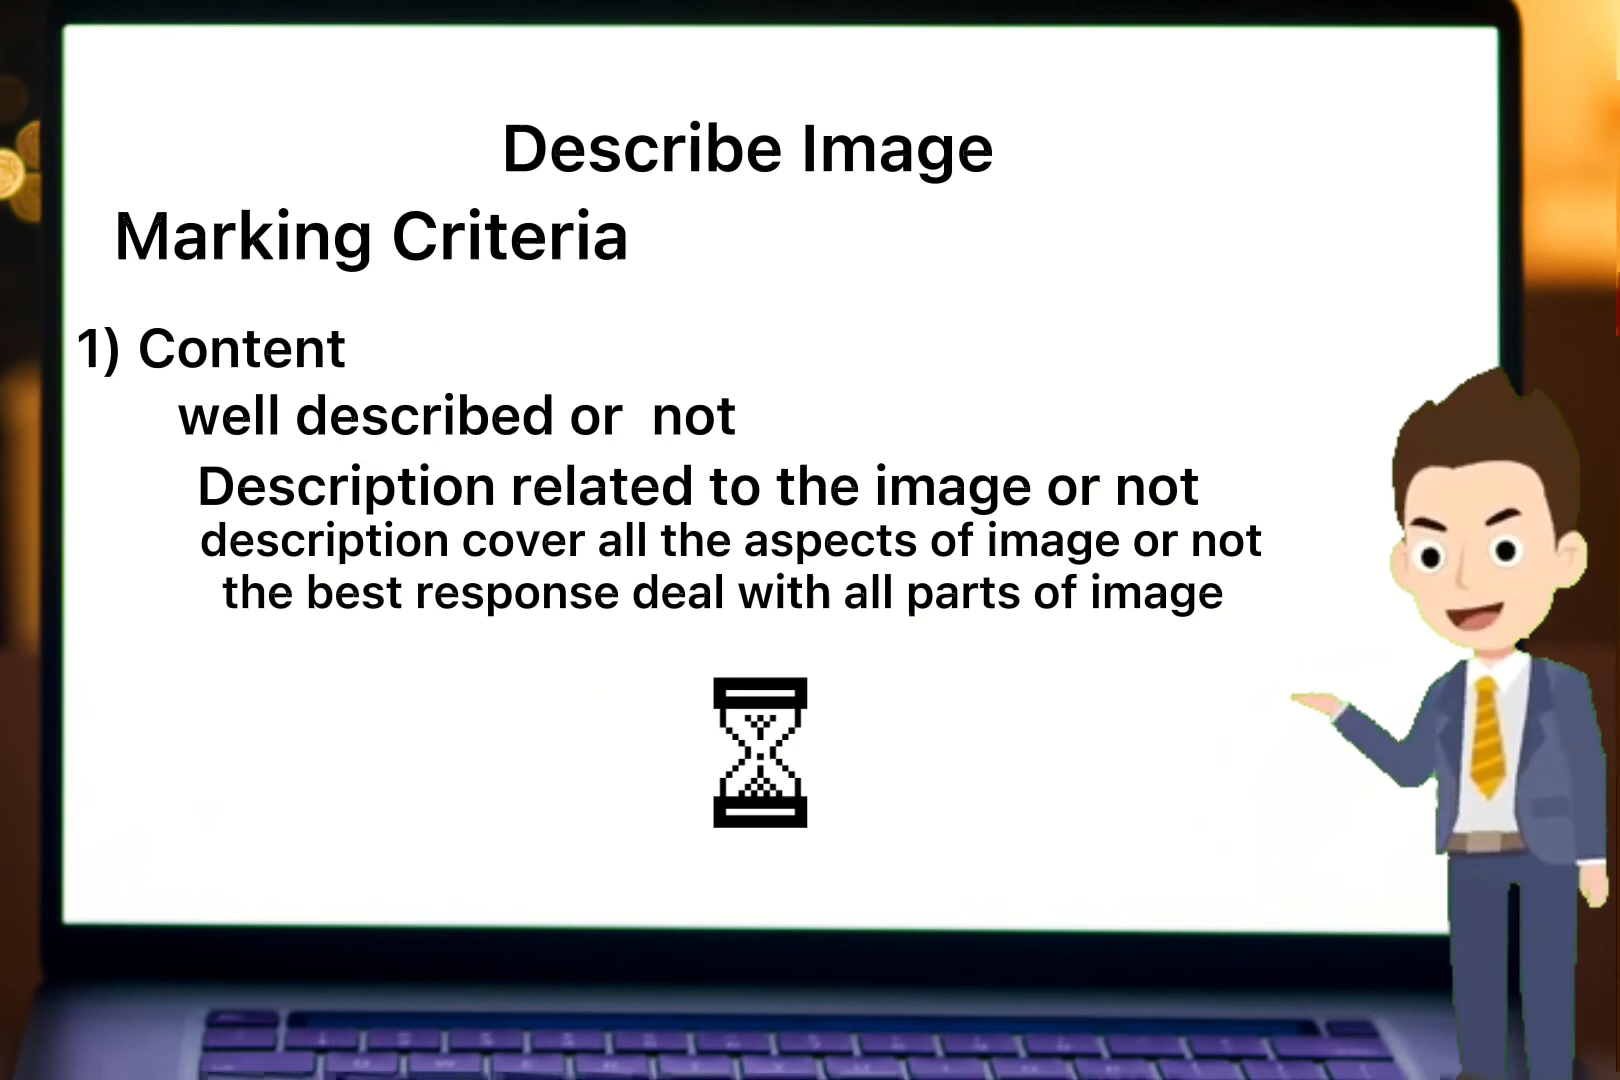 Describe Image
Marking Criteria
1) Content
well described or not
Description related to the image or not
description cover all the aspects of image or not
the best response deal with all parts of image